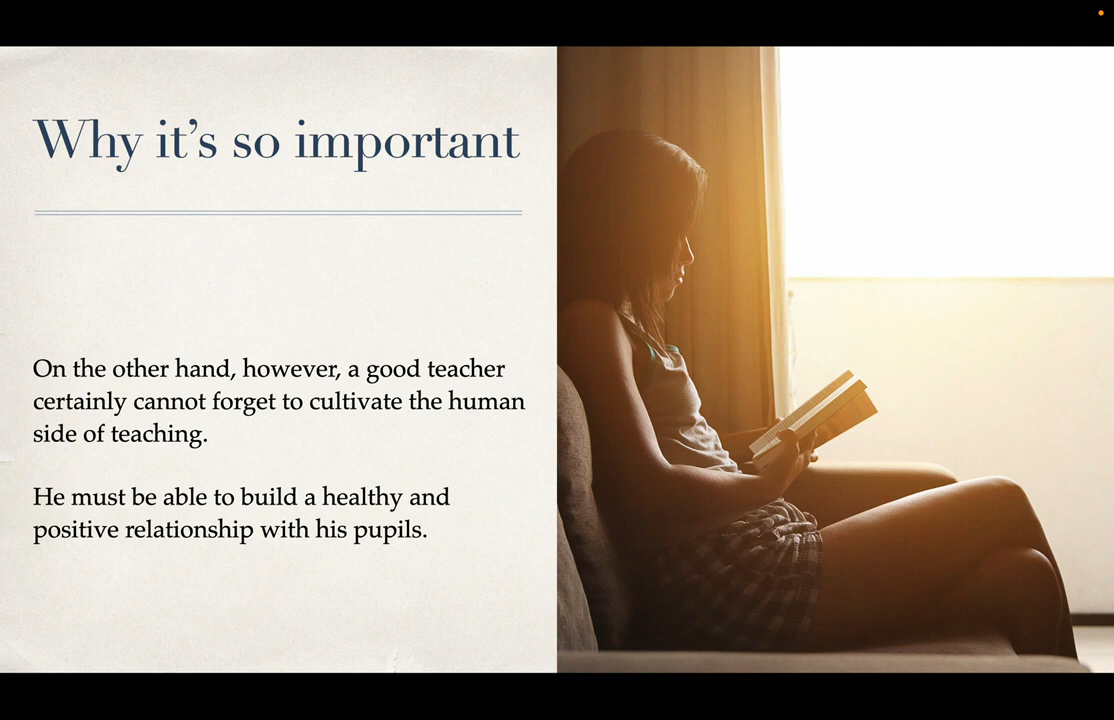 Why it’s so important
On the other hand, however, a good teacher
certainly cannot forget to cultivate the human
side of teaching.
He must be able to build a healthy and
positive relationship with his pupils.